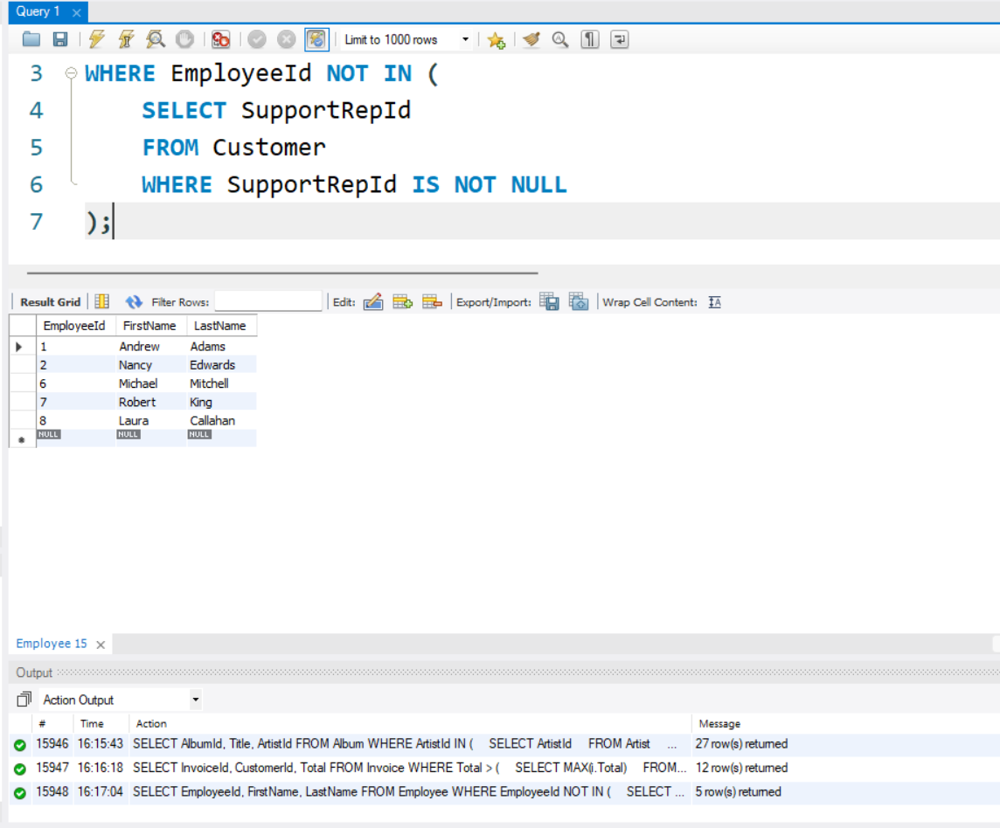 Query 1
Limit to 1000 rows
3 WHERE EmployeeId NOT IN (
4 SELECT SupportRepId
5 FROM Customer
6 WHERE SupportRepId IS NOT NULL
7 );
Result Grid Filter Rows: Edit: Export/Import: Wrap Cell Content: IA
EmployeeId FirstName LastName
1 Andrew Adams
2 Nancy Edwards
6 Michael Mitchell
7 Robert King
8 Laura Callahan
NULL NULL NULL
Employee 15
Output
Action Output
# Time Action Message
15946 16:15:43 SELECT AlbumId, Title, ArtistId FROM Album WHERE ArtistId IN ( SELECT ArtistId FROM Artist ... 27 row(s) returned
15947 16:16:18 SELECT InvoiceId, CustomerId, Total FROM Invoice WHERE Total > ( SELECT MAX(i.Total) FROM... 12 row(s) returned
15948 16:17:04 SELECT EmployeeId, FirstName, LastName FROM Employee WHERE EmployeeId NOT IN ( SELECT ... 5 row(s) returned